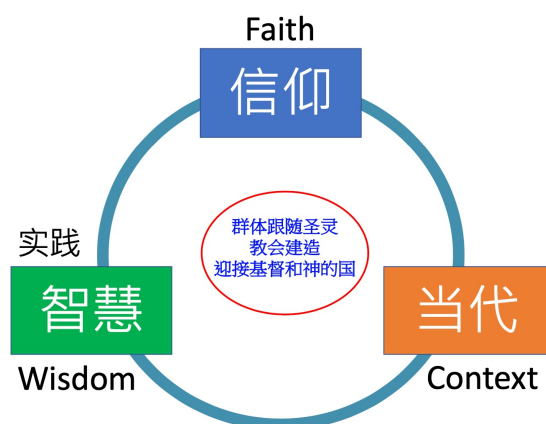 Faith
信仰
群体跟随圣灵
教会建造
迎接基督和神的国
实践
智慧
Wisdom
当代
Context